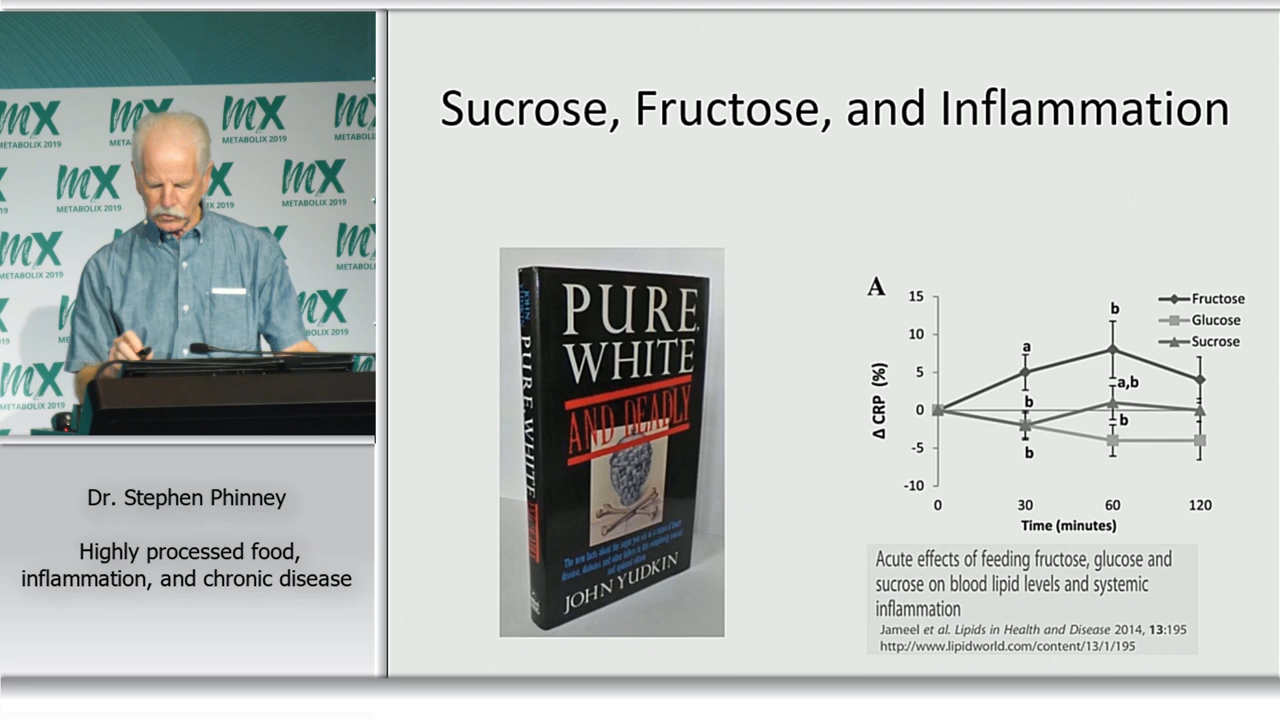 mX
METABOLIX 2019
Dr. Stephen Phinney
Highly processed food,
inflammation, and chronic disease
Sucrose, Fructose, and Inflammation
PURE,
WHITE
AND DEADLY
JOHN YUDKIN
PURE, WHITE
A
15
10
5
0
-5
-10
Δ CRP (%)
0
30
60
120
Time (minutes)
a
b
b
b
a,b
b
Fructose
Glucose
Sucrose
Acute effects of feeding fructose, glucose and
sucrose on blood lipid levels and systemic
inflammation
Jameel et al. Lipids in Health and Disease 2014, 13:195
http://www.lipidworld.com/content/13/1/195